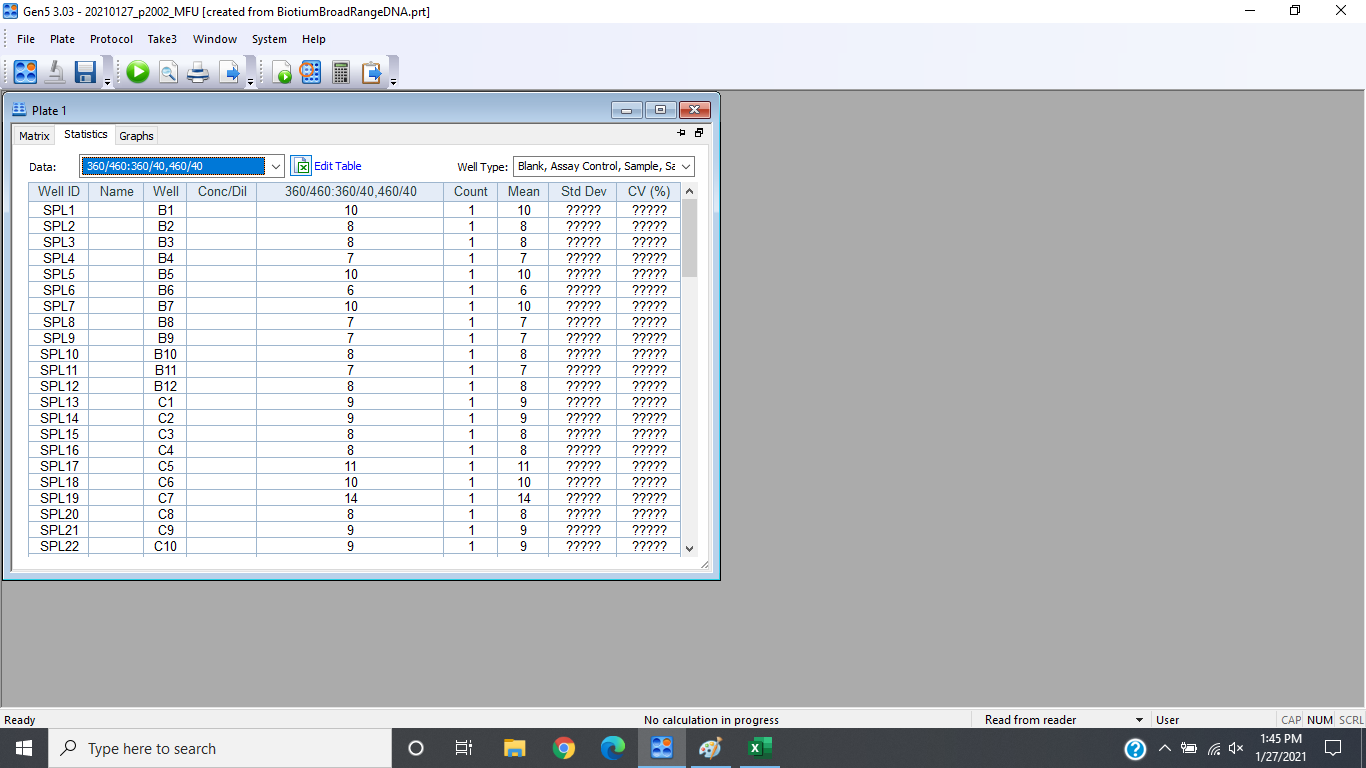 Gen5 3.03 - 20210127_p2002_MFU [created from BiotiumBroadRangeDNA.prt]
File Plate Protocol Take3 Window System Help
Plate 1
Matrix Statistics Graphs
Data: 360/460:360/40,460/40 Edit Table Well Type: Blank, Assay Control, Sample, Sa
Well ID Name Well Conc/Dil 360/460:360/40,460/40 Count Mean Std Dev CV (%)
SPL1 B1 10 1 10 ????? ?????
SPL2 B2 8 1 8 ????? ?????
SPL3 B3 8 1 8 ????? ?????
SPL4 B4 7 1 7 ????? ?????
SPL5 B5 10 1 10 ????? ?????
SPL6 B6 6 1 6 ????? ?????
SPL7 B7 10 1 10 ????? ?????
SPL8 B8 7 1 7 ????? ?????
SPL9 B9 7 1 7 ????? ?????
SPL10 B10 8 1 8 ????? ?????
SPL11 B11 7 1 7 ????? ?????
SPL12 B12 8 1 8 ????? ?????
SPL13 C1 9 1 9 ????? ?????
SPL14 C2 9 1 9 ????? ?????
SPL15 C3 8 1 8 ????? ?????
SPL16 C4 8 1 8 ????? ?????
SPL17 C5 11 1 11 ????? ?????
SPL18 C6 10 1 10 ????? ?????
SPL19 C7 14 1 14 ????? ?????
SPL20 C8 8 1 8 ????? ?????
SPL21 C9 9 1 9 ????? ?????
SPL22 C10 9 1 9 ????? ?????
Ready No calculation in progress Read from reader User CAP NUM SCRL
Type here to search
1:45 PM
1/27/2021